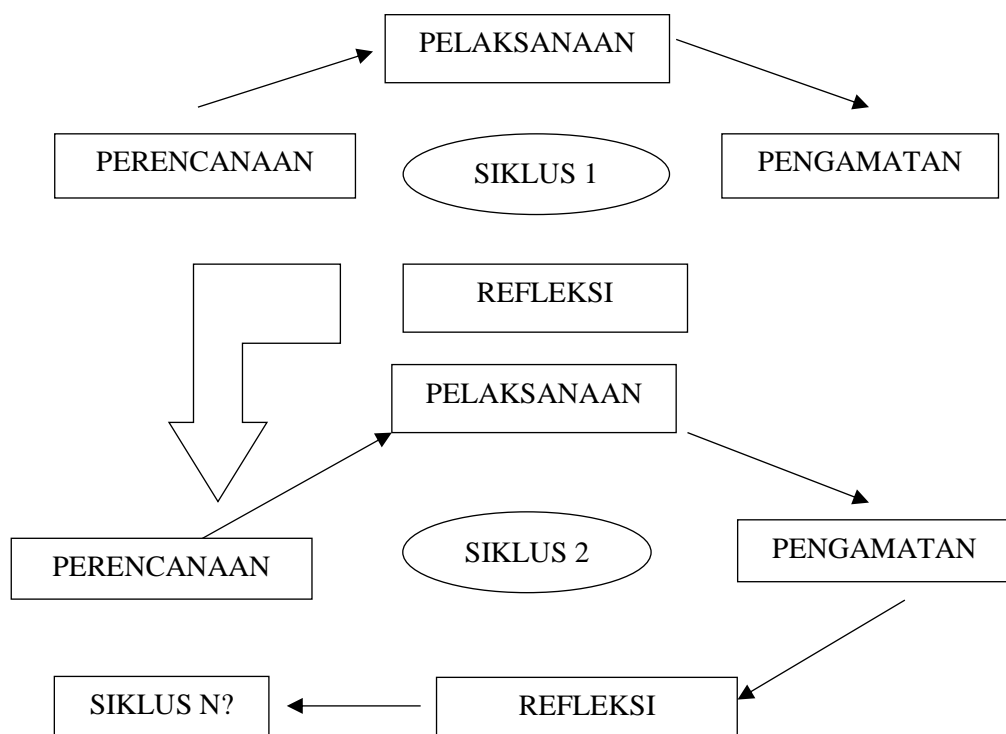 PELAKSANAAN
PERENCANAAN
SIKLUS 1
PENGAMATAN
REFLEKSI
PELAKSANAAN
PERENCANAAN
SIKLUS 2
PENGAMATAN
SIKLUS N?
REFLEKSI